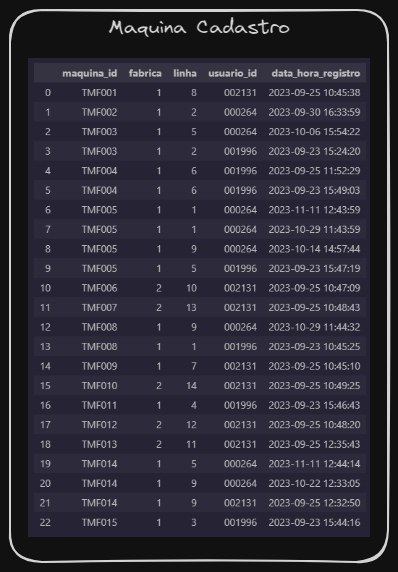 Maquina Cadastro
maquina_id fabrica linha usuario_id data_hora_registro
0 TMF001 1 8 002131 2023-09-25 10:45:38
1 TMF002 1 2 000264 2023-09-30 16:33:59
2 TMF003 1 5 000264 2023-10-06 15:54:22
3 TMF003 1 2 001996 2023-09-23 15:24:20
4 TMF004 1 6 001996 2023-09-25 11:52:29
5 TMF004 1 6 001996 2023-09-23 15:49:03
6 TMF005 1 1 000264 2023-11-11 12:43:59
7 TMF005 1 1 000264 2023-10-29 11:43:59
8 TMF005 1 9 000264 2023-10-14 14:57:44
9 TMF005 1 5 001996 2023-09-23 15:47:19
10 TMF006 2 10 002131 2023-09-25 10:47:09
11 TMF007 2 13 002131 2023-09-25 10:48:43
12 TMF008 1 9 000264 2023-10-29 11:44:32
13 TMF008 1 1 001996 2023-09-23 10:45:25
14 TMF009 1 7 002131 2023-09-25 10:45:10
15 TMF010 2 14 002131 2023-09-25 10:49:25
16 TMF011 1 4 001996 2023-09-23 15:46:43
17 TMF012 2 12 002131 2023-09-25 10:48:20
18 TMF013 2 11 002131 2023-09-25 12:35:43
19 TMF014 1 5 000264 2023-11-11 12:44:14
20 TMF014 1 9 000264 2023-10-22 12:33:05
21 TMF014 1 9 002131 2023-09-25 12:32:50
22 TMF015 1 3 001996 2023-09-23 15:44:16